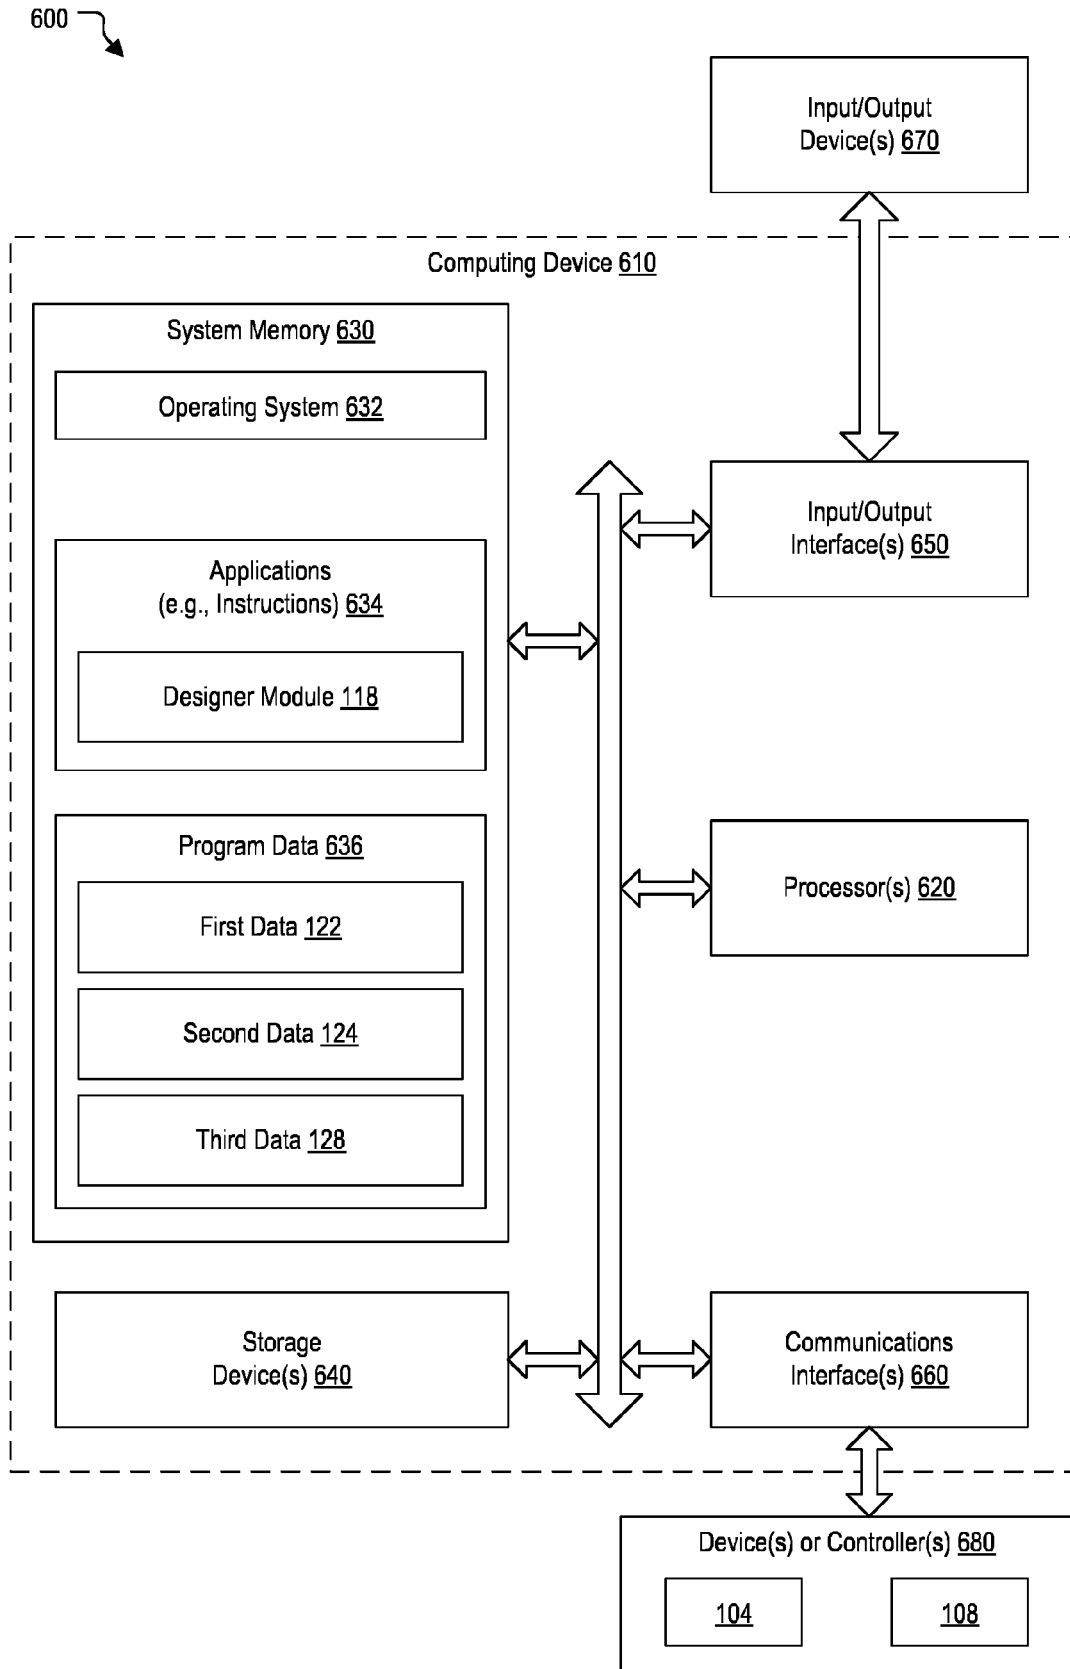 600
Input/Output
Device(s) 670
Computing Device 610
System Memory 630
Operating System 632
Applications
(e.g., Instructions) 634
Designer Module 118
Program Data 636
First Data 122
Second Data 124
Third Data 128
Storage
Device(s) 640
Input/Output
Interface(s) 650
Processor(s) 620
Communications
Interface(s) 660
Device(s) or Controller(s) 680
104
108